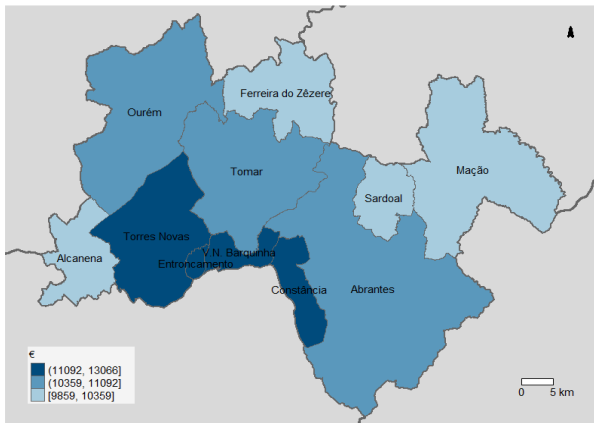 Ferreira do Zêzere
Ourém
Tomar
Mação
Sardoal
Torres Novas
V.N. Barquinha
Alcanena
Entroncamento
Constância
Abrantes
€
(11092, 13066]
(10359, 11092]
[9859, 10359]
0 5 km